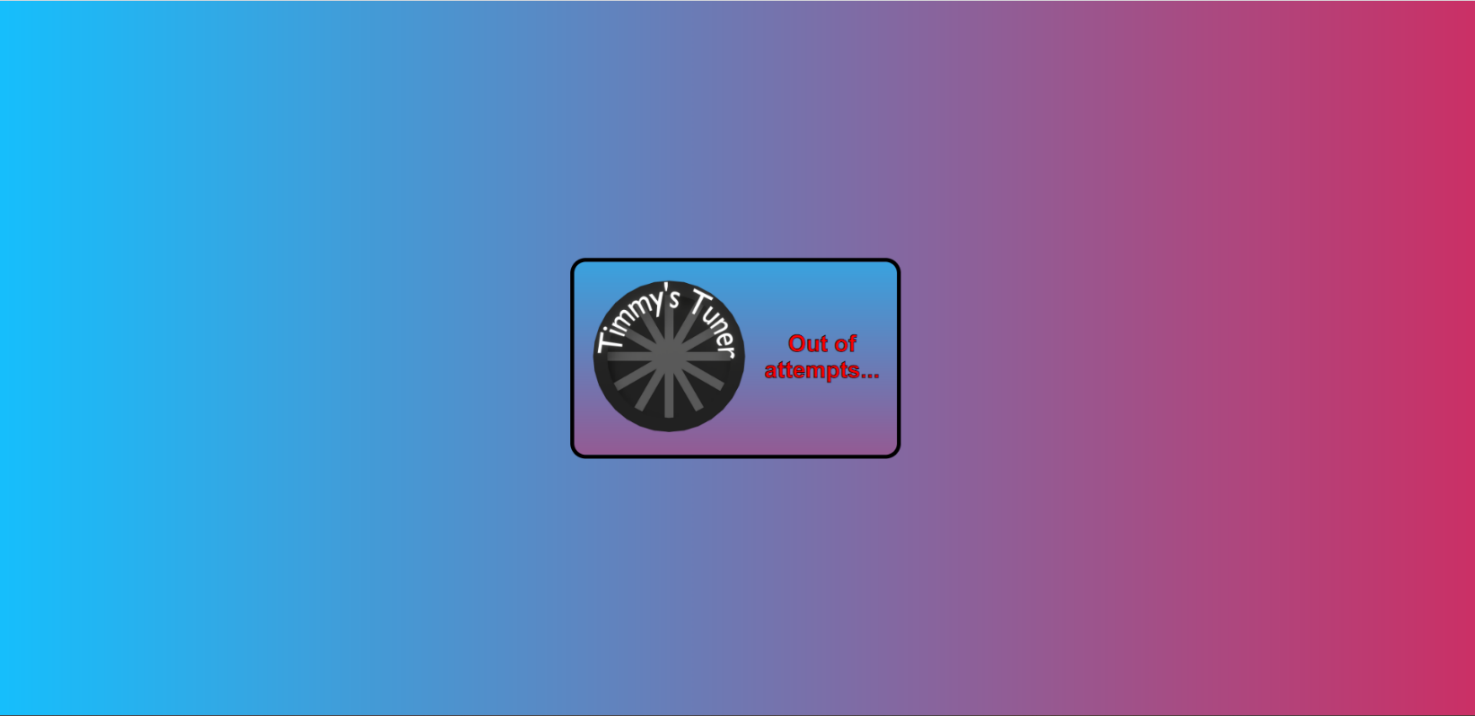 Timmy's Tuner
Out of
attempts...